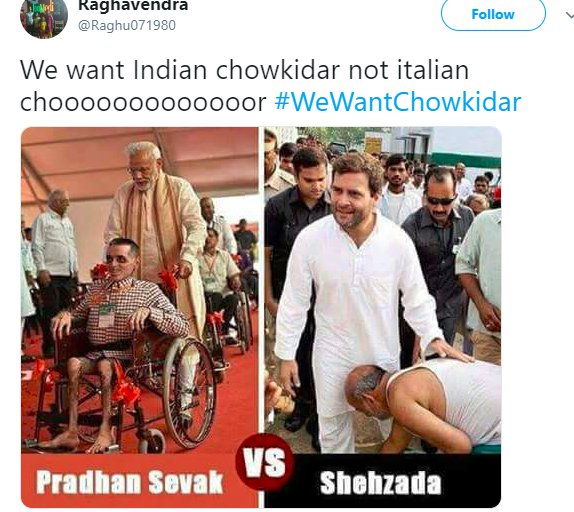 Raghavendra
@Raghu071980
Follow
We want Indian chowkidar not italian
chooooooooooooor #WeWantChowkidar
VS
Pradhan Sevak
Shehzada